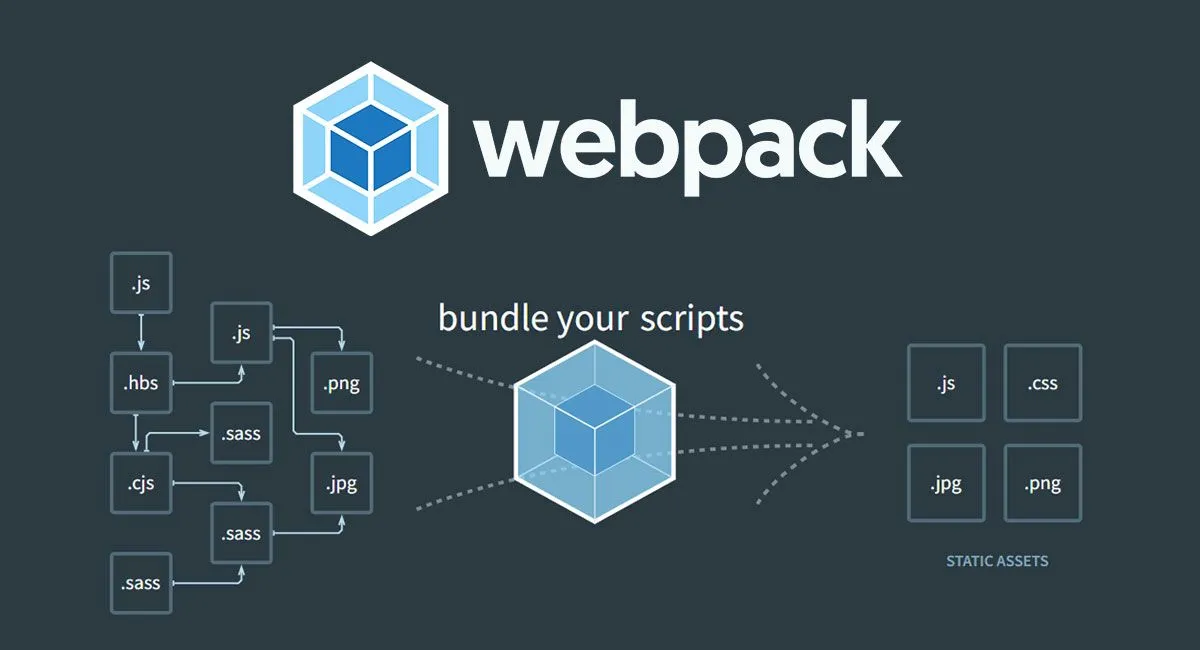 webpack
bundle your scripts
.js
.js
.hbs
.png
.sass
.cjs
.jpg
.sass
.sass
.js
.css
.jpg
.png
STATIC ASSETS